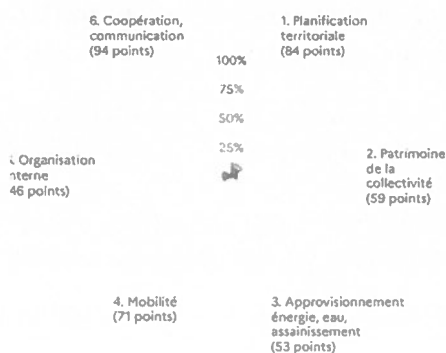 6. Coopération,
communication
(94 points)
1. Planification
territoriale
(84 points)
100%
75%
50%
25%
Organisation
nterne
46 points)
2. Patrimoine
de la
collectivité
(59 points)
4. Mobilité
(71 points)
3. Approvisionnement
énergie, eau,
assainissement
(53 points)